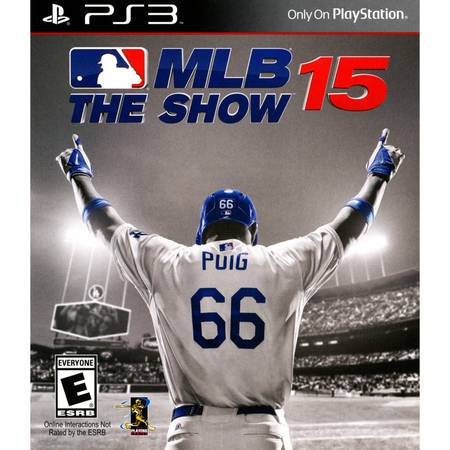 PS3
Only On PlayStation®
MLB
THE SHOW 15
66
PUIG
66
EVERYONE
E
ESRB
Online Interactions Not
Rated by the ESRB